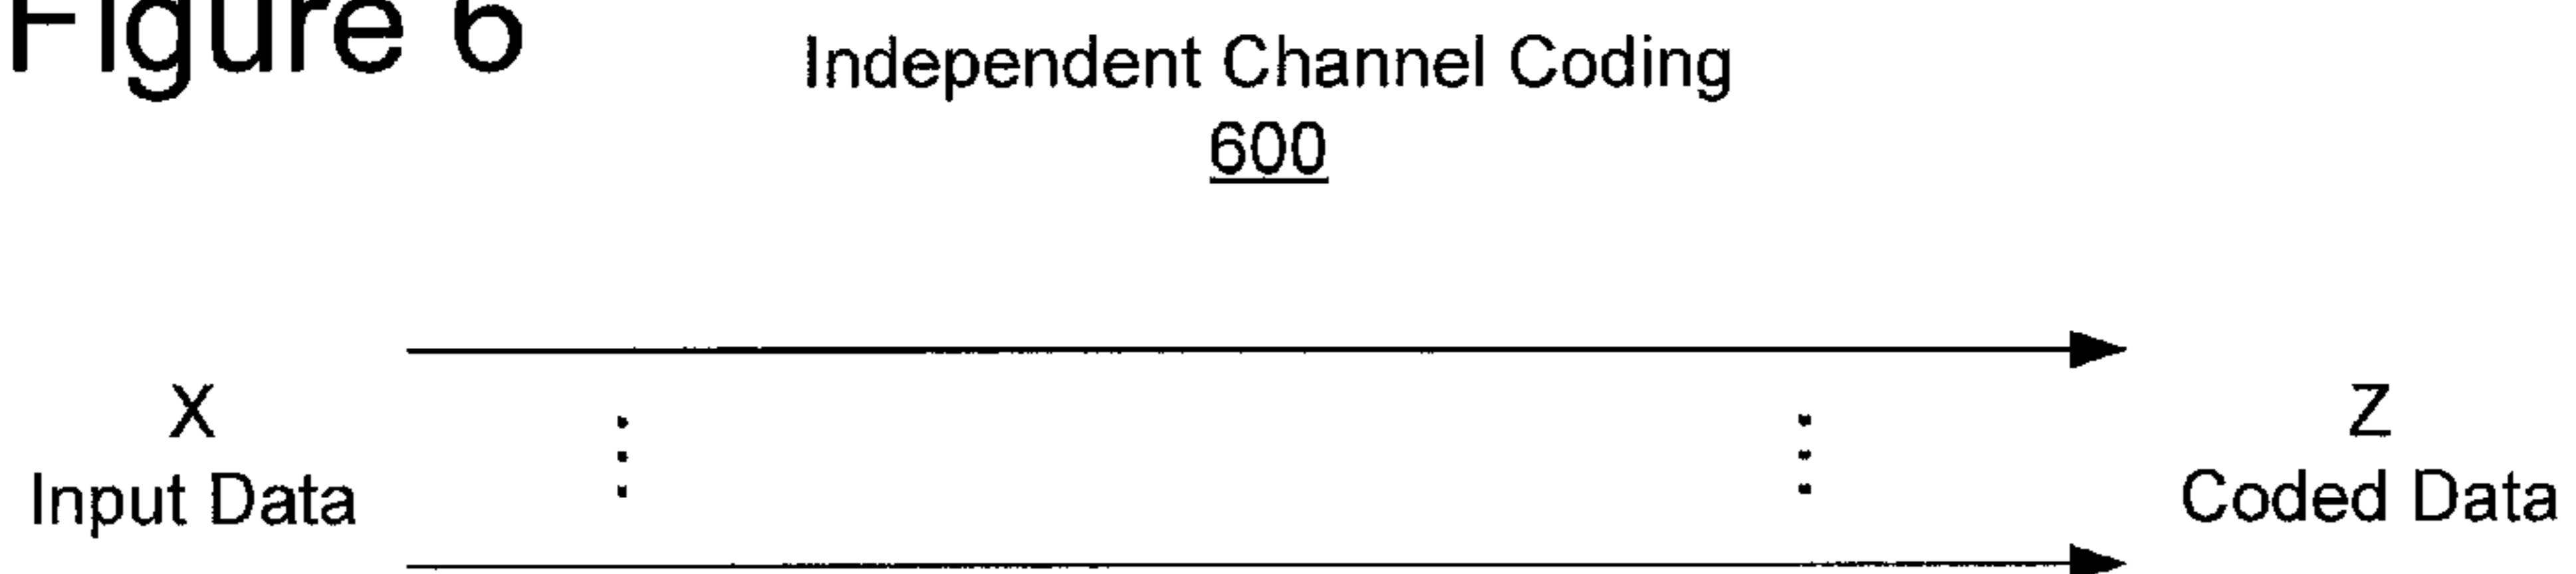 Figure 6
Independent Channel Coding
600
X
Input Data
Z
Coded Data